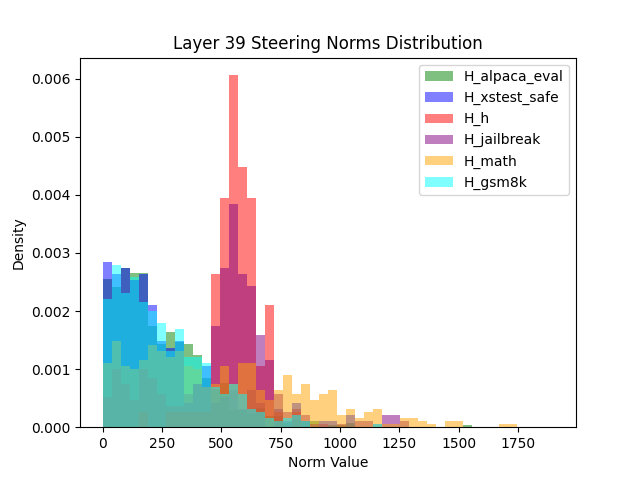 Layer 39 Steering Norms Distribution
H_alpaca_eval
H_xstest_safe
H_h
H_jailbreak
H_math
H_gsm8k
Density
0.006
0.005
0.004
0.003
0.002
0.001
0.000
0
250
500
750
1000
1250
1500
1750
Norm Value